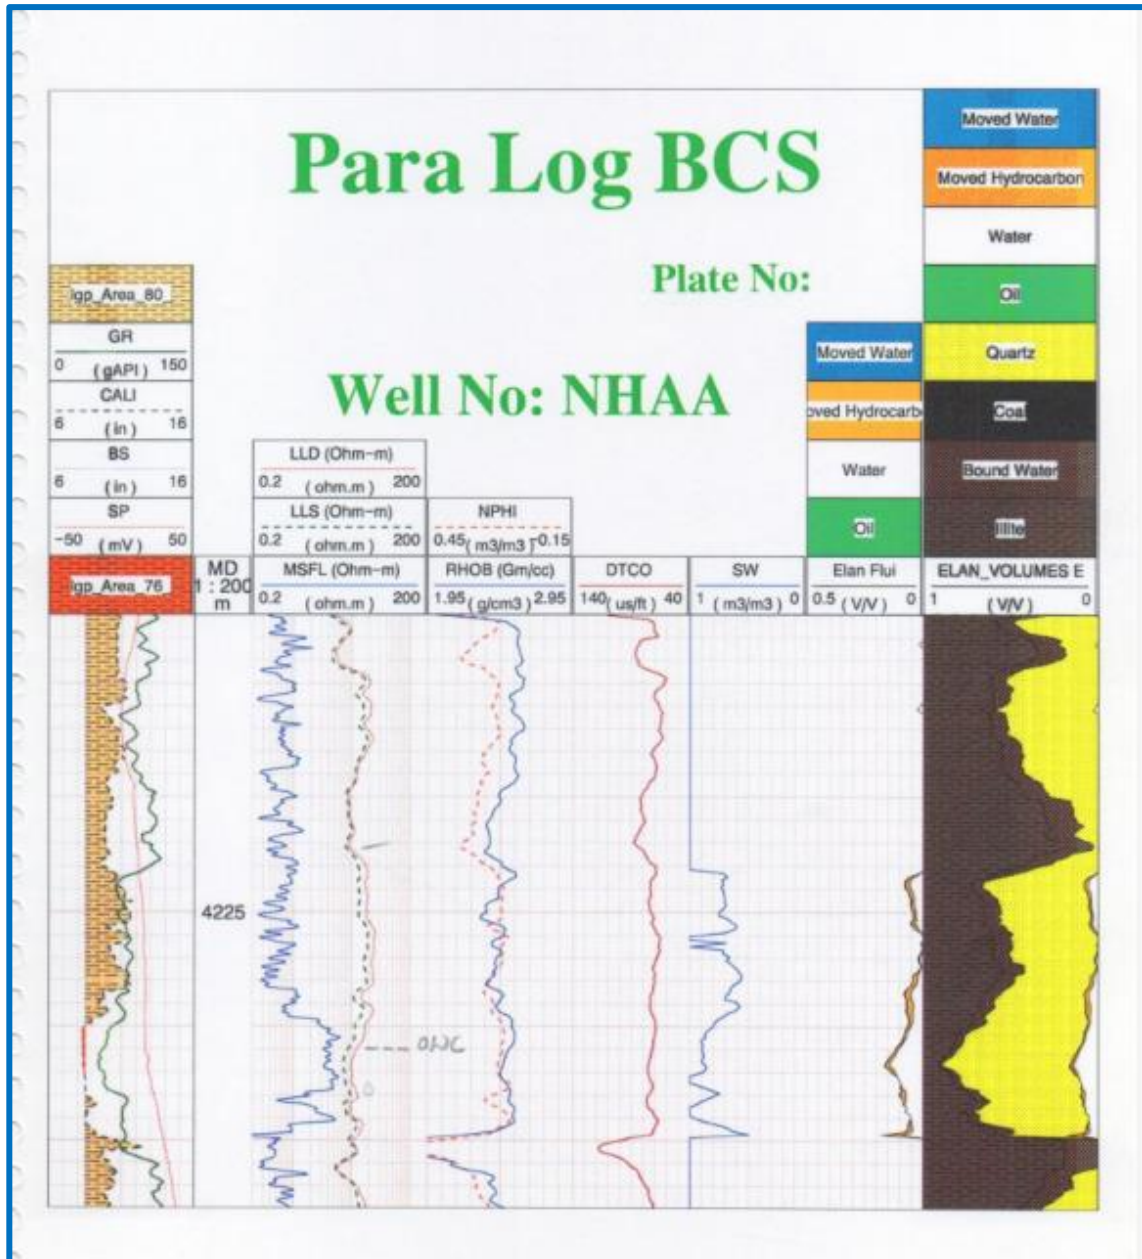 Para Log BCS
Plate No:
Well No: NHAA
Moved Water
Moved Hydrocarbon
Water
Oil
Quartz
Coal
Bound Water
Illite
Moved Water
oved Hydrocarb
Water
Oil
lgp_Area_80
GR
0 (gAPI) 150
CALI
6 (in) 16
BS
6 (in) 16
SP
-50 (mV) 50
lgp_Area_76
MD
1 : 200
m
LLD (Ohm-m)
0.2 (ohm.m) 200
LLS (Ohm-m)
0.2 (ohm.m) 200
MSFL (Ohm-m)
0.2 (ohm.m) 200
NPHI
0.45 (m3/m3) -0.15
RHOB (Gm/cc)
1.95 (g/cm3) 2.95
DTCO
140 (us/ft) 40
SW
1 (m3/m3) 0
Elan Flui
0.5 (V/V) 0
ELAN_VOLUMES E
1 (V/V) 0
4225